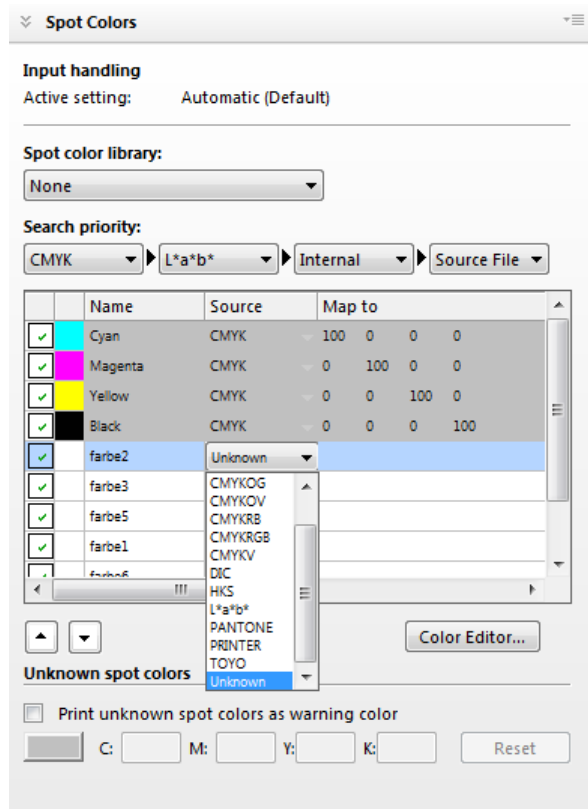 Spot Colors
Input handling
Active setting: Automatic (Default)
Spot color library:
None
Search priority:
CMYK L*a*b* Internal Source File
Name Source Map to
Cyan CMYK 100 0 0 0
Magenta CMYK 0 100 0 0
Yellow CMYK 0 0 100 0
Black CMYK 0 0 0 100
farbe2 Unknown
farbe3 CMYKOG
CMYKOV
farbe5 CMYKRB
CMYKRGB
farbe1 CMYKV
DIC
farbe6 HKS
L*a*b*
PANTONE
PRINTER
Color Editor...
TOYO
Unknown spot colors Unknown
Print unknown spot colors as warning color
C: M: Y: K: Reset